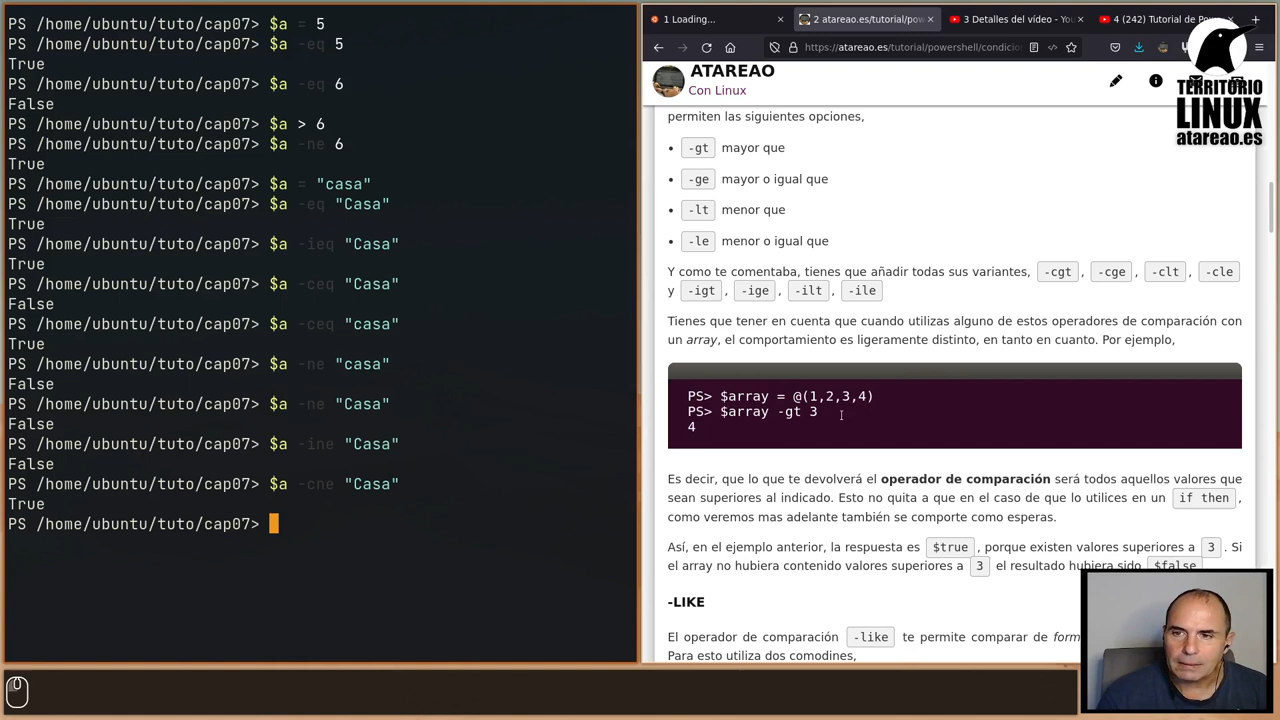 PS /home/ubuntu/tuto/cap07> $a = 5
PS /home/ubuntu/tuto/cap07> $a -eq 5
True
PS /home/ubuntu/tuto/cap07> $a -eq 6
False
PS /home/ubuntu/tuto/cap07> $a > 6
PS /home/ubuntu/tuto/cap07> $a -ne 6
True
PS /home/ubuntu/tuto/cap07> $a = "casa"
PS /home/ubuntu/tuto/cap07> $a -eq "Casa"
True
PS /home/ubuntu/tuto/cap07> $a -ieq "Casa"
True
PS /home/ubuntu/tuto/cap07> $a -ceq "Casa"
False
PS /home/ubuntu/tuto/cap07> $a -ceq "casa"
True
PS /home/ubuntu/tuto/cap07> $a -ne "casa"
False
PS /home/ubuntu/tuto/cap07> $a -ne "Casa"
False
PS /home/ubuntu/tuto/cap07> $a -ine "Casa"
False
PS /home/ubuntu/tuto/cap07> $a -cne "Casa"
True
PS /home/ubuntu/tuto/cap07>
1 Loading...
2 atareao.es/tutorial/pow
3 Detalles del vídeo - You
4 (242) Tutorial de Power
https://atareao.es/tutorial/powershell/condicio
ATAREAO
Con Linux
TERRITORIO
LINUX
atareao.es
permiten las siguientes opciones,
• -gt mayor que
• -ge mayor o igual que
• -lt menor que
• -le menor o igual que
Y como te comentaba, tienes que añadir todas sus variantes, -cgt , -cge , -clt , -cle
y -igt , -ige , -ilt , -ile
Tienes que tener en cuenta que cuando utilizas alguno de estos operadores de comparación con
un array, el comportamiento es ligeramente distinto, en tanto en cuanto. Por ejemplo,
PS> $array = @(1,2,3,4)
PS> $array -gt 3
4
Es decir, que lo que te devolverá el operador de comparación será todos aquellos valores que
sean superiores al indicado. Esto no quita a que en el caso de que lo utilices en un if then ,
como veremos mas adelante también se comporte como esperas.
Así, en el ejemplo anterior, la respuesta es $true , porque existen valores superiores a 3 . Si
el array no hubiera contenido valores superiores a 3 el resultado hubiera sido $false
-LIKE
El operador de comparación -like te permite comparar de
Para esto utiliza dos comodines,